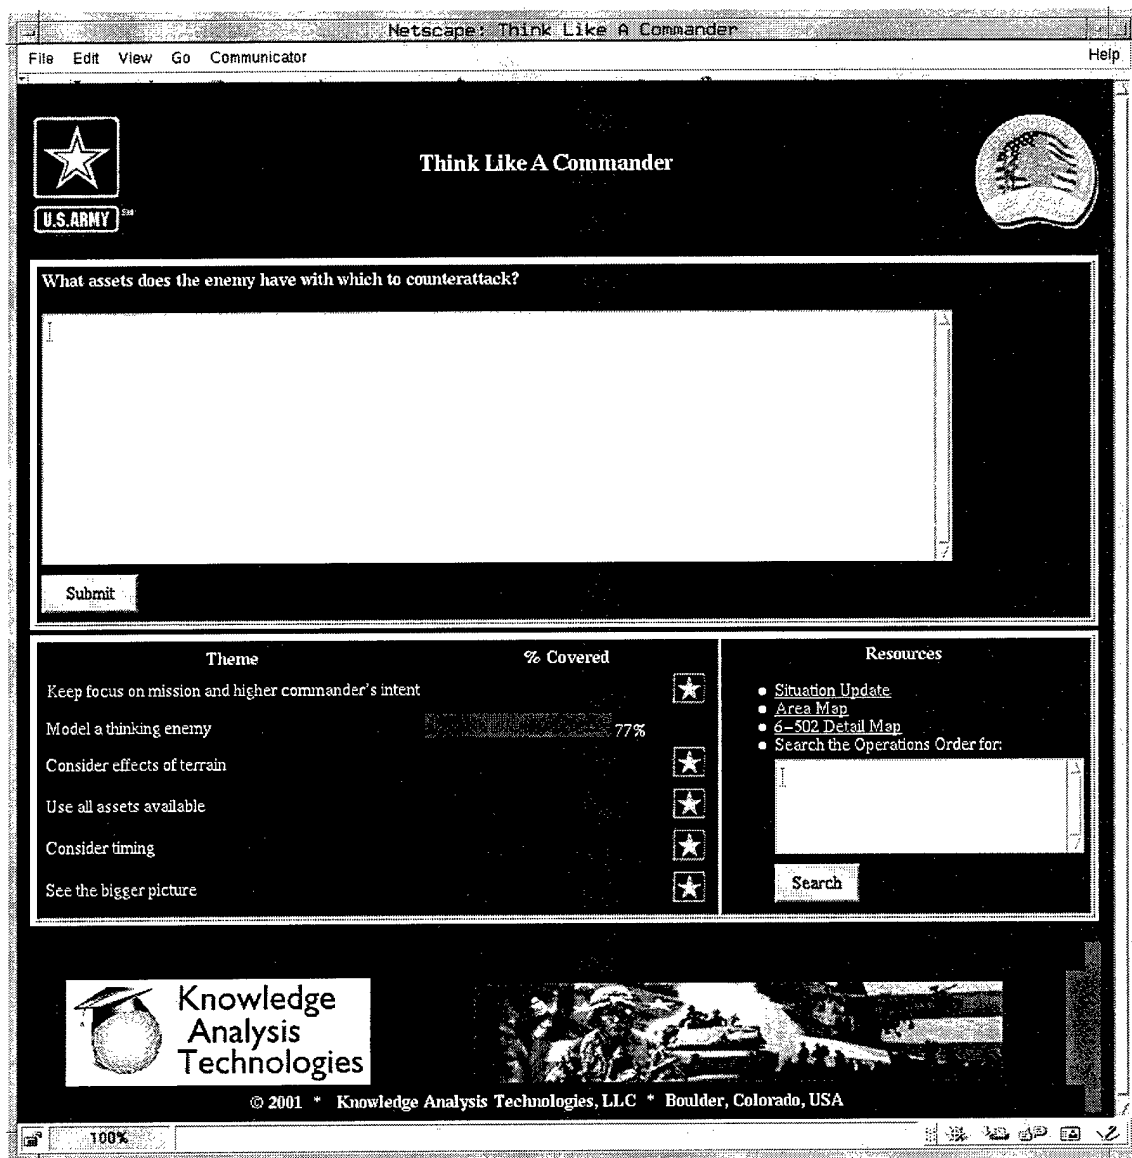 Netscape: Think Like A Commander
File Edit View Go Communicator Help
Think Like A Commander
U.S.ARMY SM
What assets does the enemy have with which to counterattack?
Submit
Theme % Covered
Keep focus on mission and higher commander's intent
Model a thinking enemy 77%
Consider effects of terrain
Use all assets available
Consider timing
See the bigger picture
Resources
Situation Update
Area Map
6-502 Detail Map
Search the Operations Order for:
Search
Knowledge
Analysis
Technologies
© 2001 * Knowledge Analysis Technologies, LLC * Boulder, Colorado, USA
100%